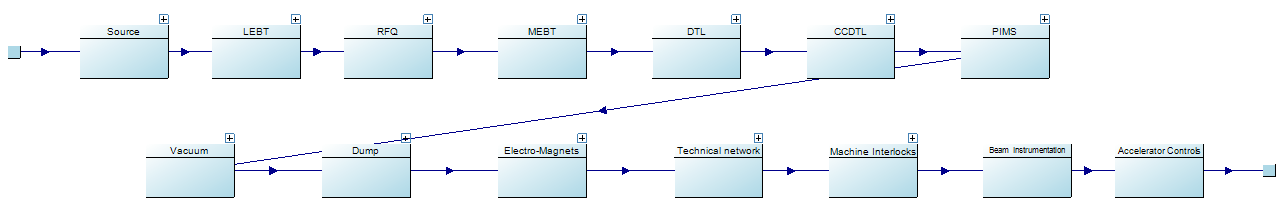 Source
LEBT
RFQ
MEBT
DTL
CCDTL
PIMS
Vacuum
Dump
Electro-Magnets
Technical network
Machine Interlocks
Beam Instrumentation
Accelerator Controls